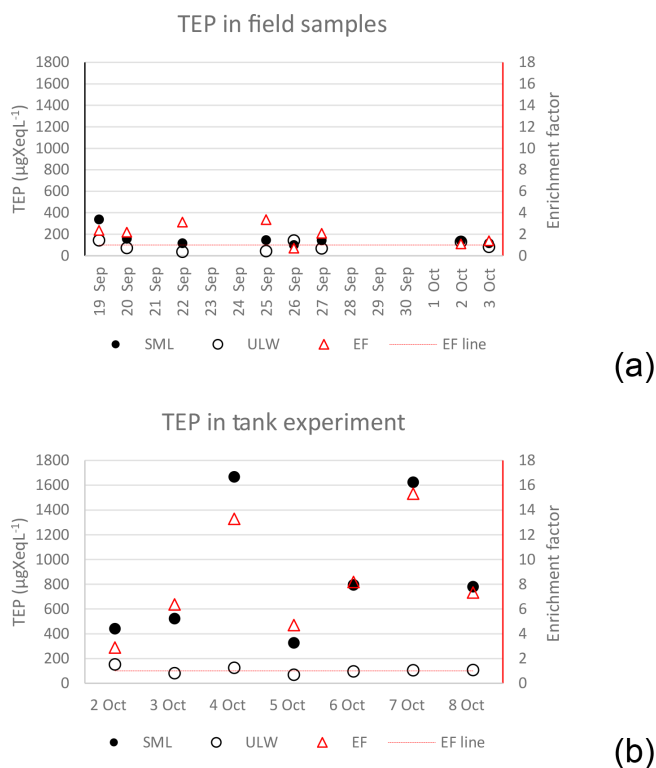 TEP in field samples
TEP (µgXeqL⁻¹)
1800
1600
1400
1200
1000
800
600
400
200
0
18
16
14
12
10
8
6
4
2
0
Enrichment factor
19 Sep
20 Sep
21 Sep
22 Sep
23 Sep
24 Sep
25 Sep
26 Sep
27 Sep
28 Sep
29 Sep
30 Sep
1 Oct
2 Oct
3 Oct
SML ULW EF EF line
(a)
TEP in tank experiment
TEP (µgXeqL⁻¹)
1800
1600
1400
1200
1000
800
600
400
200
0
18
16
14
12
10
8
6
4
2
0
Enrichment factor
2 Oct 3 Oct 4 Oct 5 Oct 6 Oct 7 Oct 8 Oct
SML ULW EF EF line
(b)